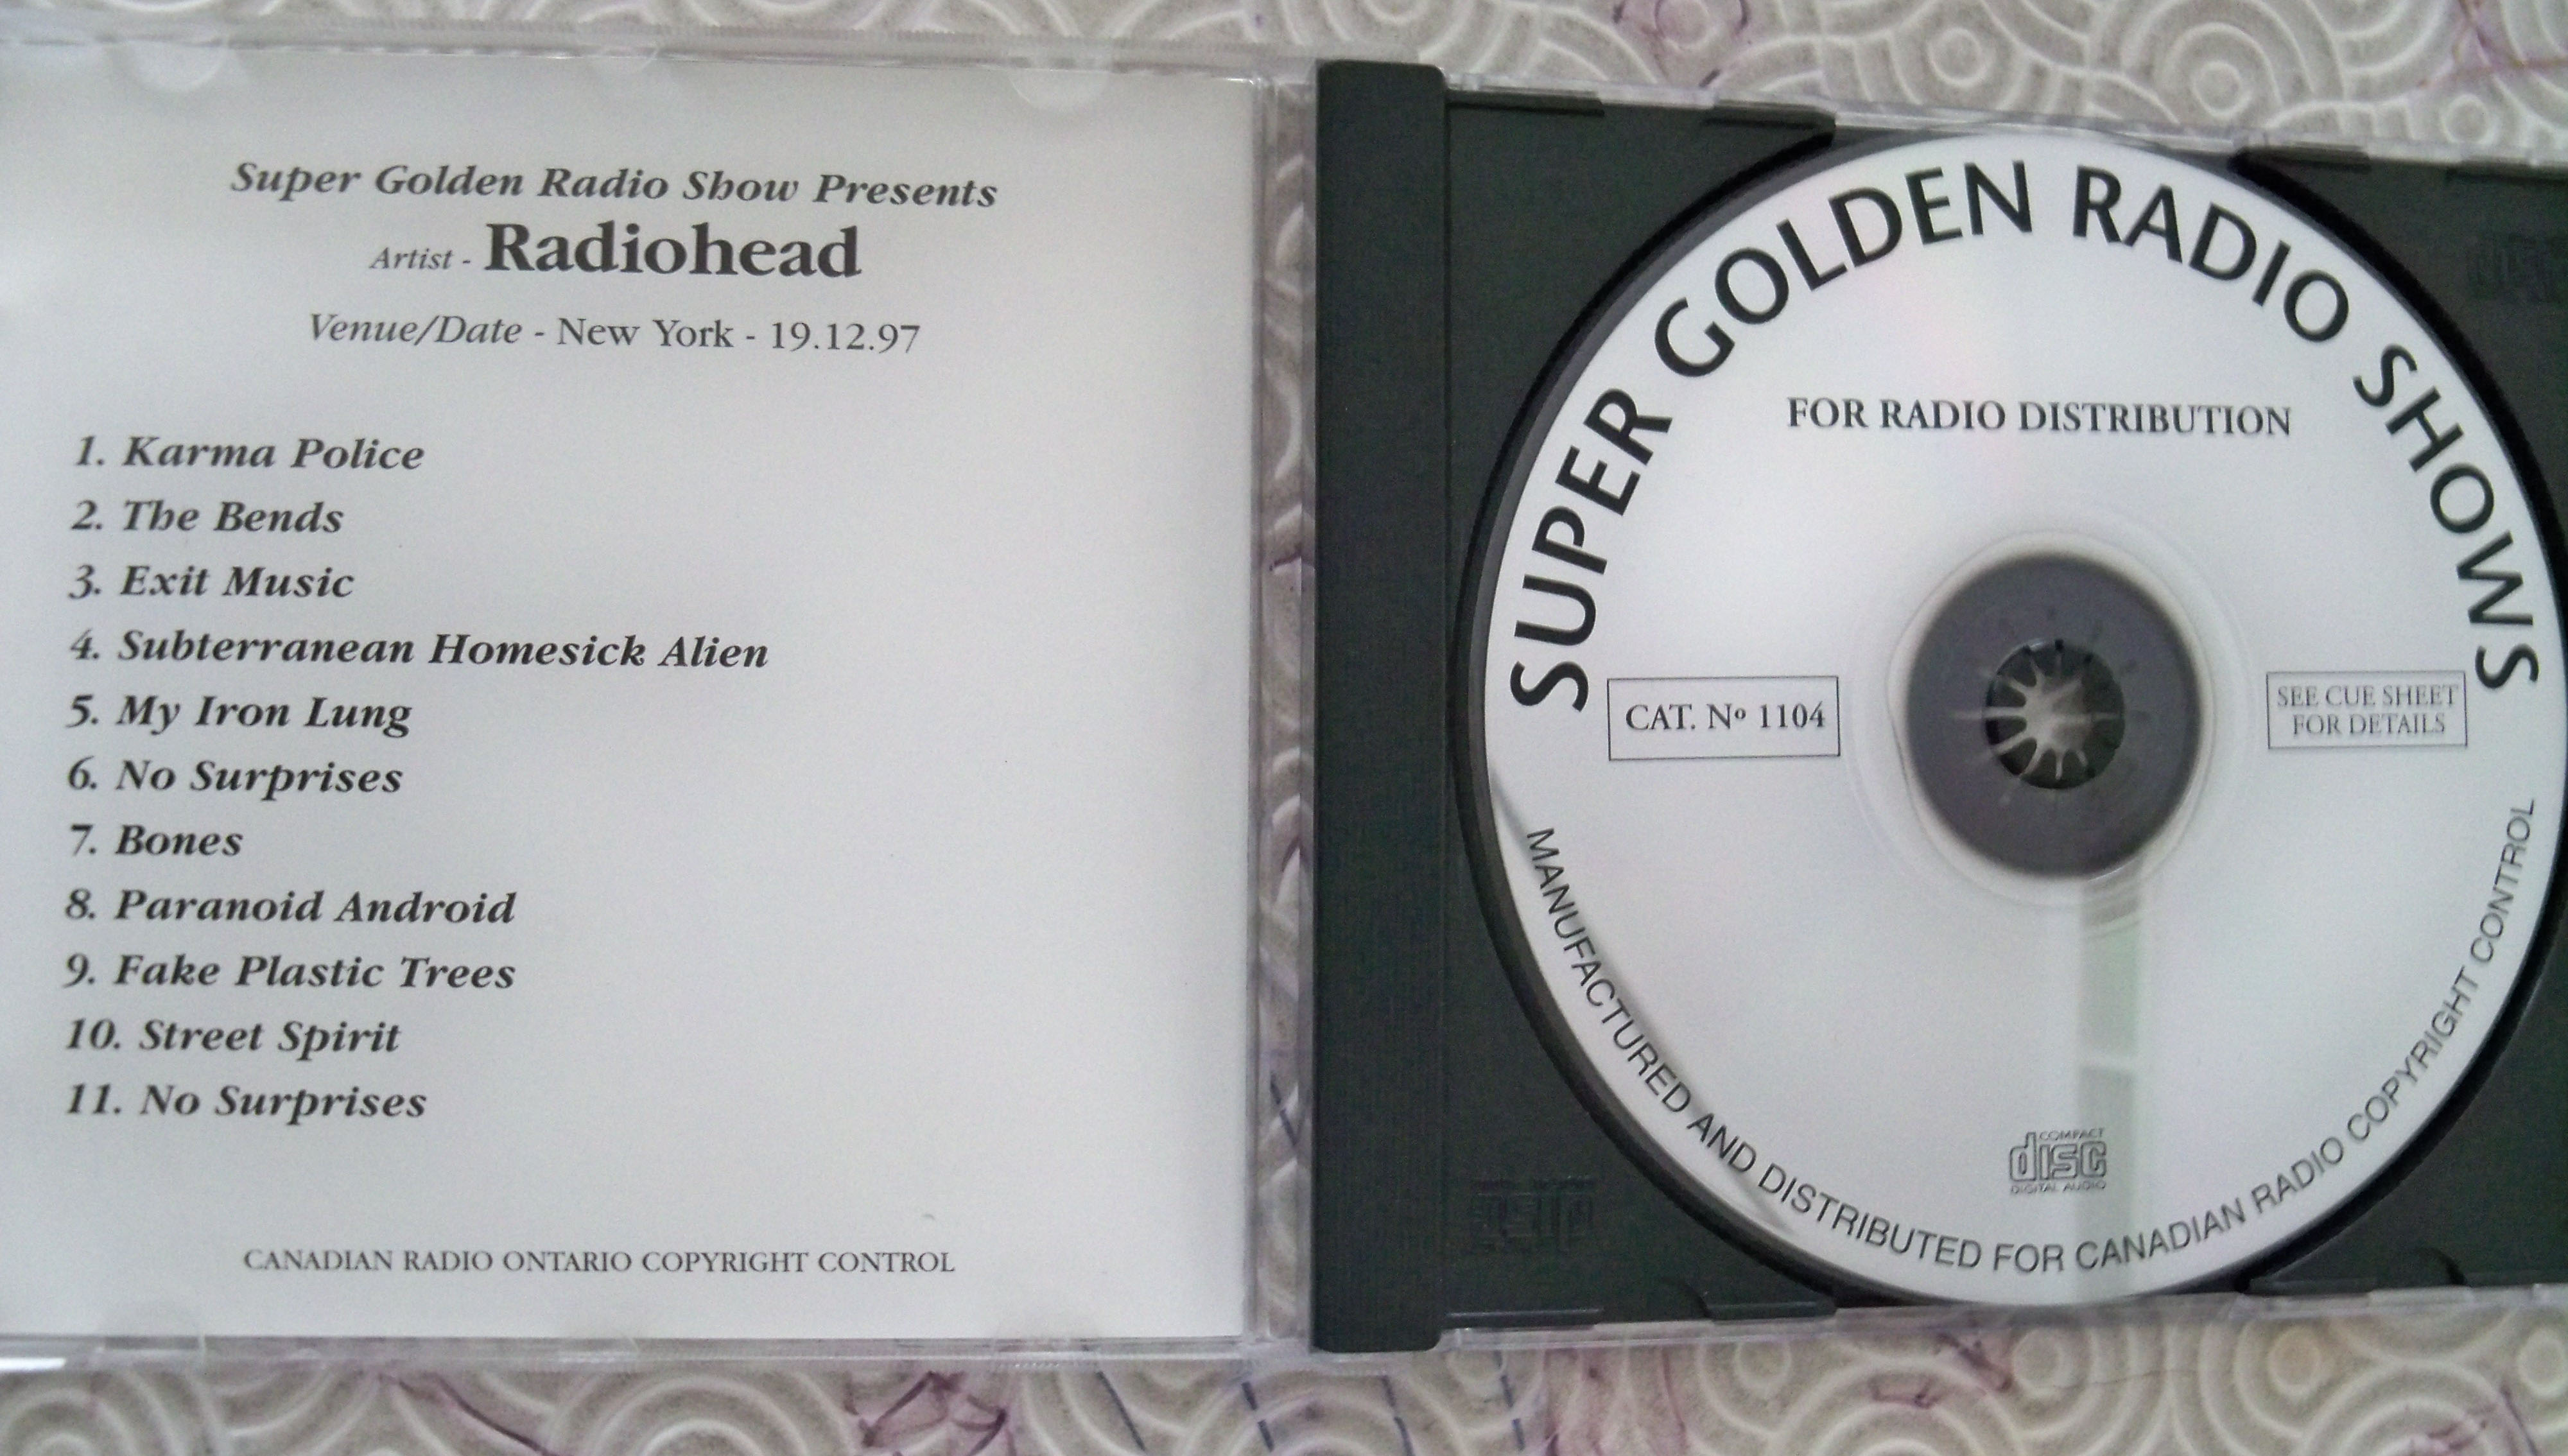 Super Golden Radio Show Presents
Artist - Radiohead
Venue/Date - New York - 19.12.97
1. Karma Police
2. The Bends
3. Exit Music
4. Subterranean Homesick Alien
5. My Iron Lung
6. No Surprises
7. Bones
8. Paranoid Android
9. Fake Plastic Trees
10. Street Spirit
11. No Surprises
CANADIAN RADIO ONTARIO COPYRIGHT CONTROL
SUPER GOLDEN RADIO SHOWS
FOR RADIO DISTRIBUTION
CAT. Nº 1104
SEE CUE SHEET
FOR DETAILS
COMPACT
disc
DIGITAL AUDIO
MANUFACTURED AND DISTRIBUTED FOR CANADIAN RADIO COPYRIGHT CONTROL